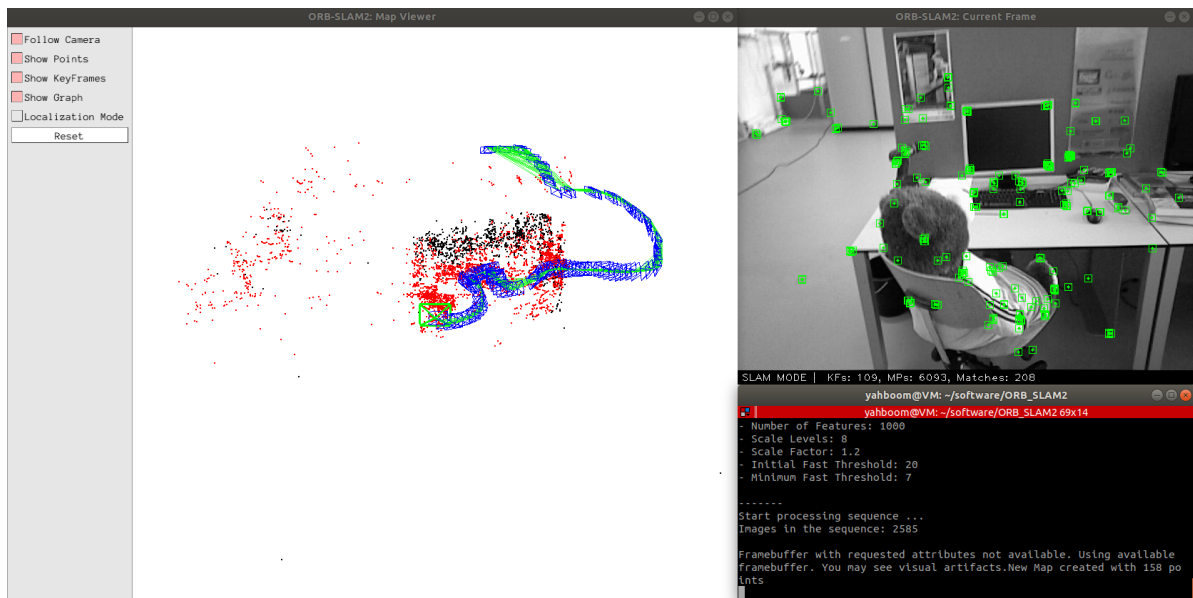 ORB-SLAM2: Map Viewer
Follow Camera
Show Points
Show KeyFrames
Show Graph
Localization Mode
Reset
ORB-SLAM2: Current Frame
SLAM MODE | KFs: 109, MPs: 6093, Matches: 208
yahboom@VM: ~/software/ORB_SLAM2
yahboom@VM: ~/software/ORB_SLAM2 69x14
- Number of Features: 1000
- Scale Levels: 8
- Scale Factor: 1.2
- Initial Fast Threshold: 20
- Minimum Fast Threshold: 7
-------
Start processing sequence ...
Images in the sequence: 2585
Framebuffer with requested attributes not available. Using available
framebuffer. You may see visual artifacts.New Map created with 158 po
ints